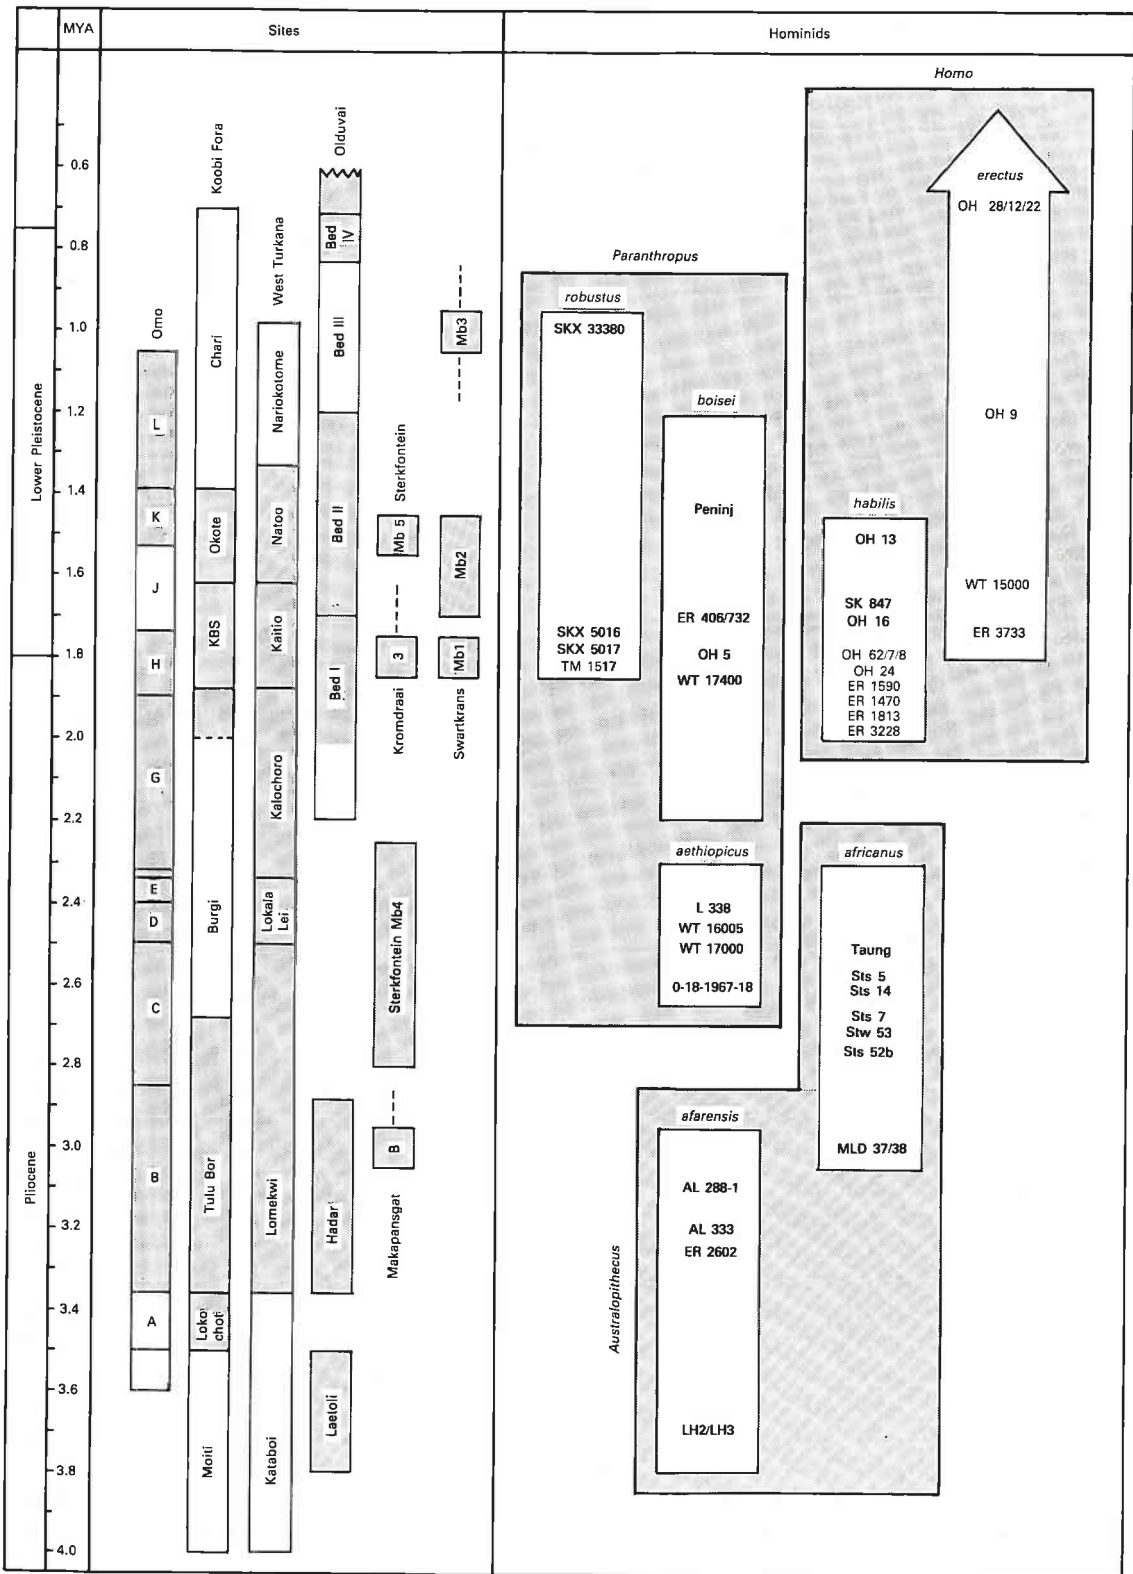 MYA
Sites
Hominids
Lower Pleistocene
Pliocene
0.6
0.8
1.0
1.2
1.4
1.6
1.8
2.0
2.2
2.4
2.6
2.8
3.0
3.2
3.4
3.6
3.8
4.0
Omo
L
K
J
H
G
E
D
C
B
A
Koobi Fora
Chari
Okote
KBS
Burgi
Tulu Bor
Loko
choti
Moiti
West Turkana
Nariokotome
Natoo
Kaitio
Kalochoro
Lokala
Lei
Lomekwi
Kataboi
Olduvai
Bed
IV
Bed III
Bed II
Bed I
Hadar
Laetoli
Sterkfontein
Mb 5
3
Kromdraai
Sterkfontein Mb4
B
Makapansgat
Mb3
Mb2
Mb1
Swartkrans
Paranthropus
robustus
SKX 33380
SKX 5016
SKX 5017
TM 1517
boisei
Peninj
ER 406/732
OH 5
WT 17400
aethiopicus
L 338
WT 16005
WT 17000
0-18-1967-18
Homo
erectus
OH 28/12/22
OH 9
WT 15000
ER 3733
habilis
OH 13
SK 847
OH 16
OH 62/7/8
OH 24
ER 1590
ER 1470
ER 1813
ER 3228
Australopithecus
africanus
Taung
Sts 5
Sts 14
Sts 7
Stw 53
Sts 52b
MLD 37/38
afarensis
AL 288-1
AL 333
ER 2602
LH2/LH3